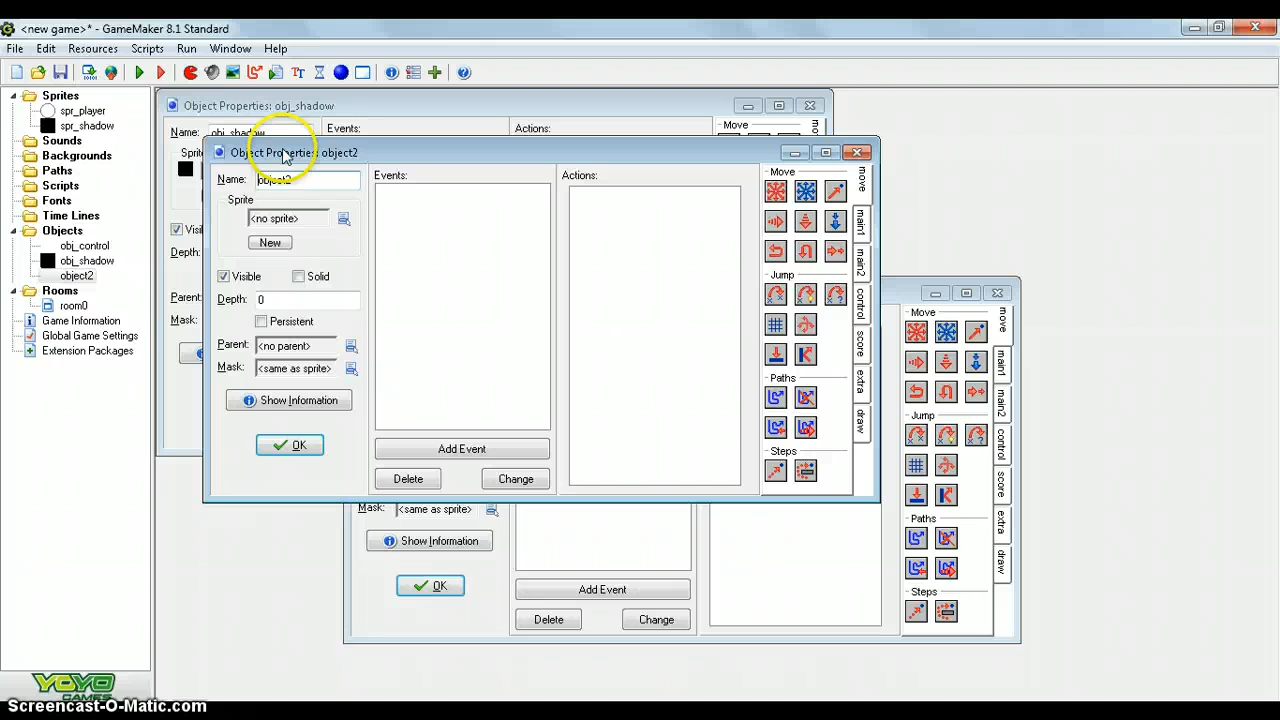 <new game>* - GameMaker 8.1 Standard
File Edit Resources Scripts Run Window Help
Sprites
spr_player
spr_shadow
Sounds
Backgrounds
Paths
Scripts
Fonts
Time Lines
Objects
obj_control
obj_shadow
object2
Rooms
room0
Game Information
Global Game Settings
Extension Packages
YOYO
GAMES
Object Properties: obj_shadow
Name: obj_shadow
Events:
Actions:
Move
Depth:
Parent:
Mask:
Object Properties: object2
Name: object2
Sprite
<no sprite>
New
Visible Solid
Depth: 0
Persistent
Parent: <no parent>
Mask: <same as sprite>
Show Information
OK
Events:
Add Event
Delete Change
Actions:
Move
Jump
Paths
Steps
move
main1
main2
control
score
extra
draw
Mask: <same as sprite>
Show Information
OK
Add Event
Delete Change
Move
Jump
Paths
Steps
move
main1
main2
control
score
extra
draw
Screencast-O-Matic.com